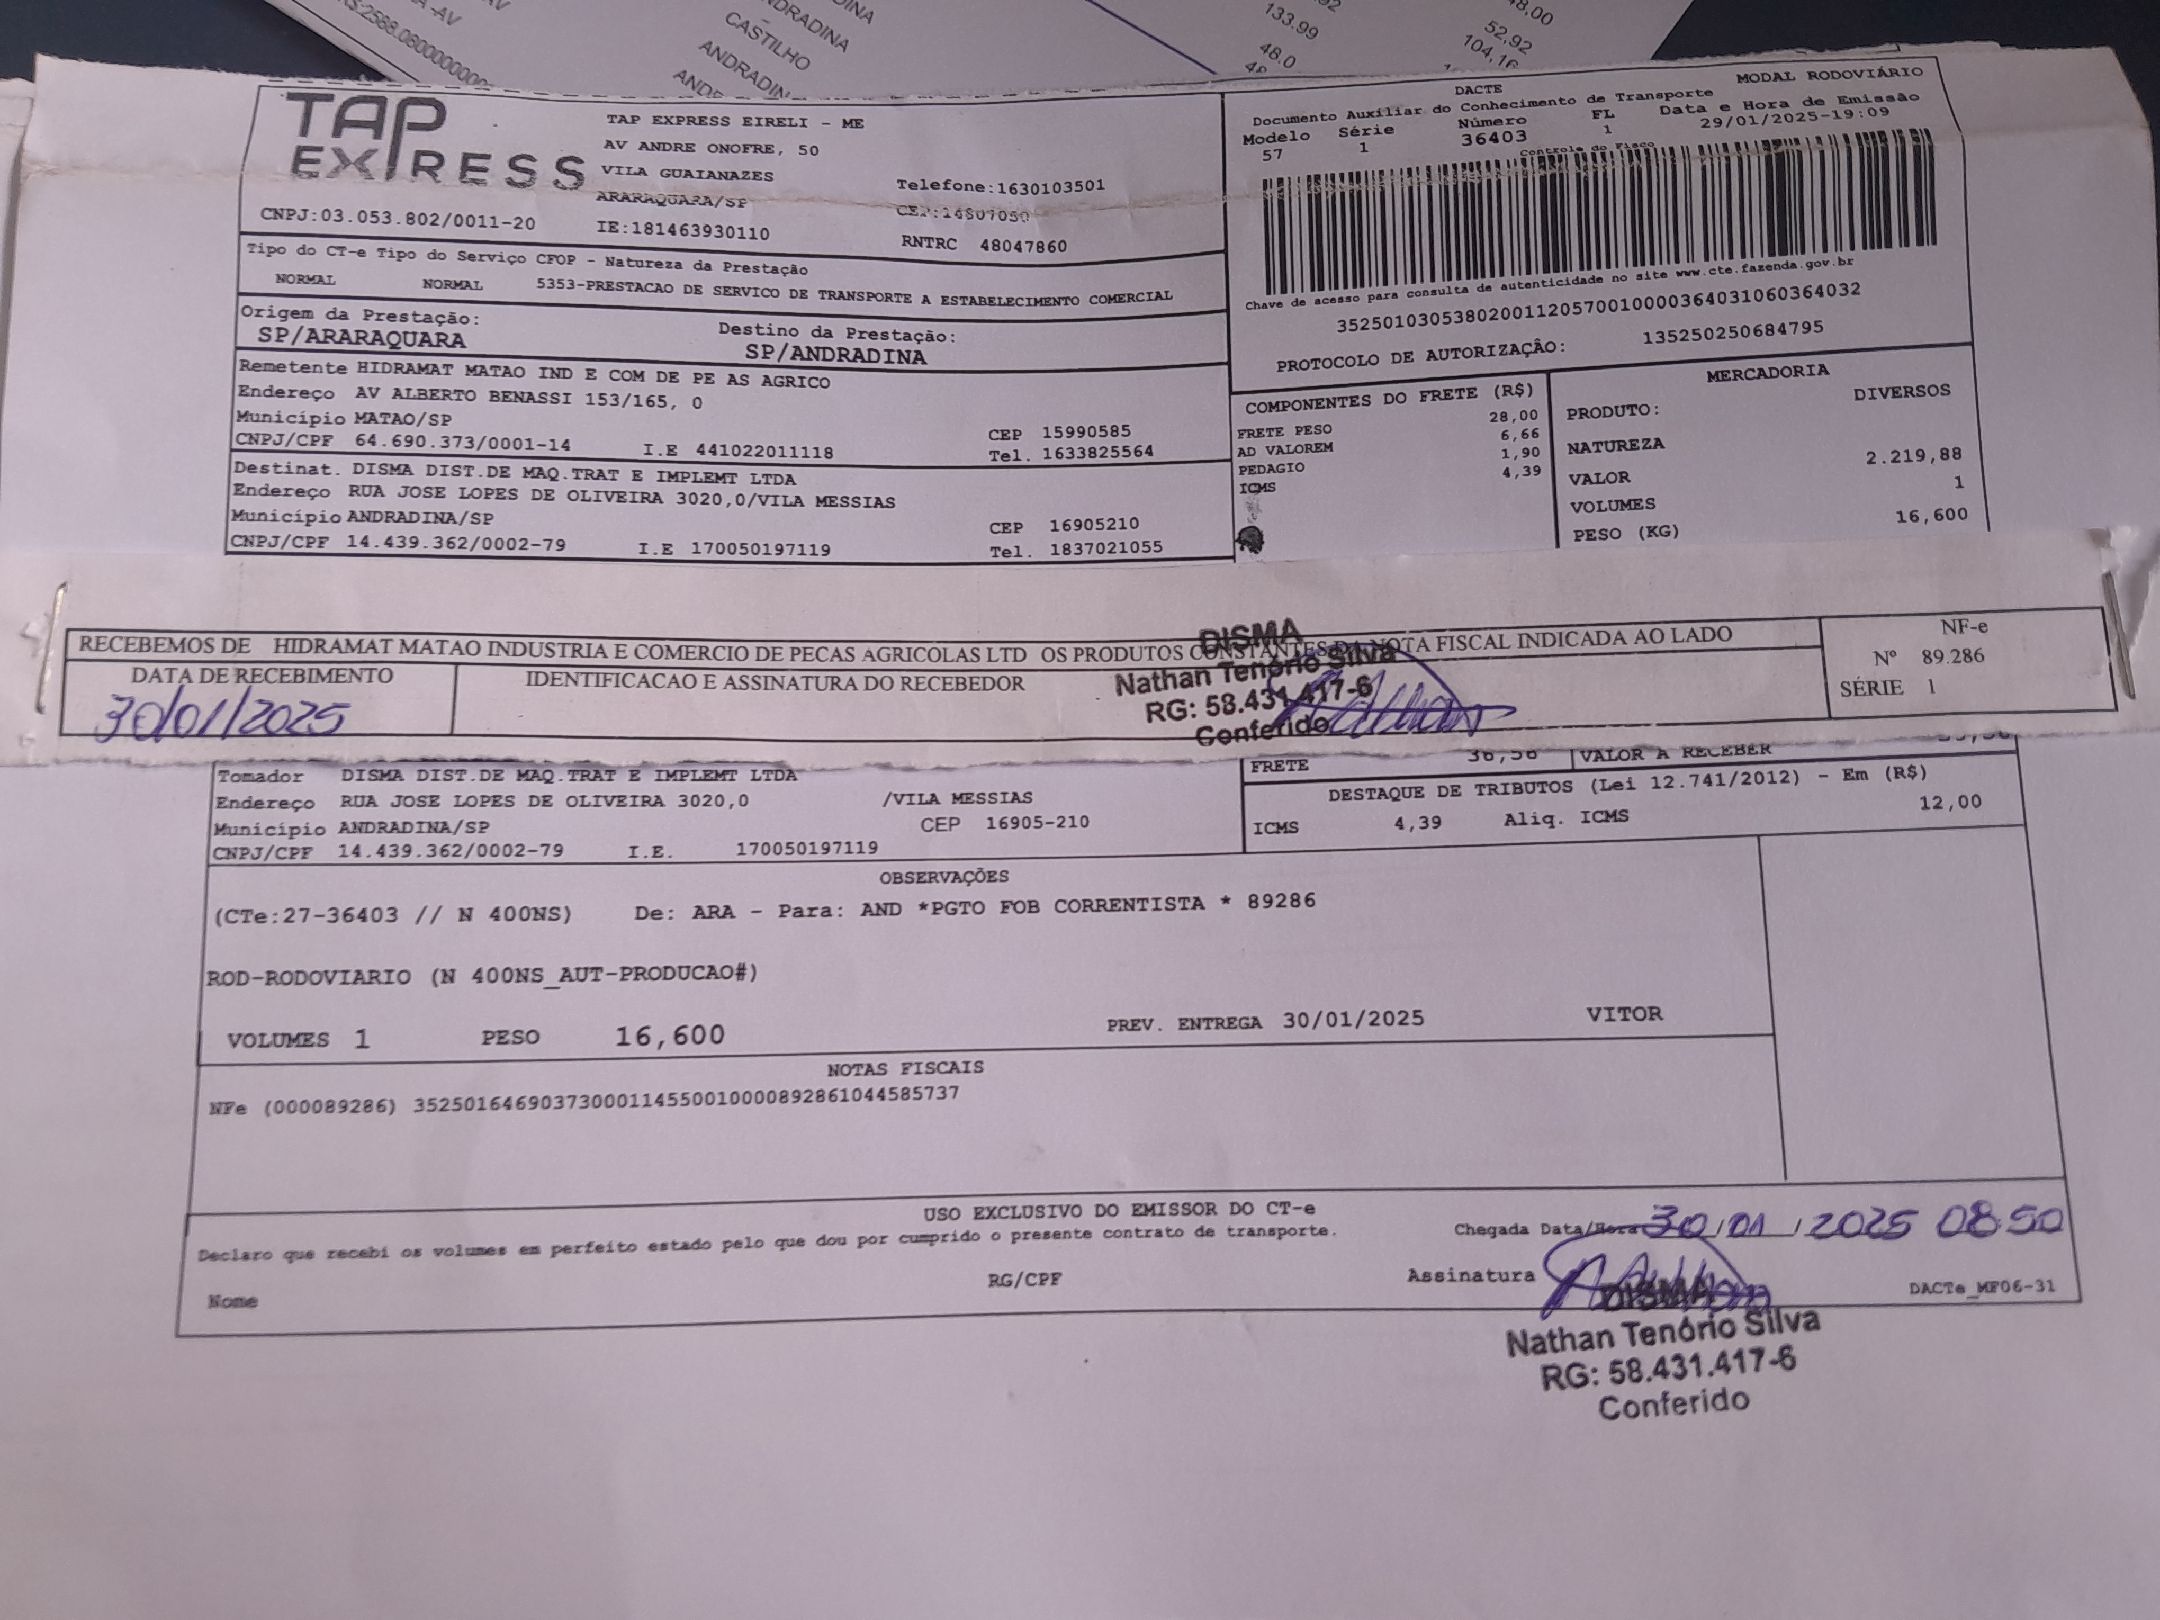 CASTILHO
ANDRADINA
133.99
48.0
48,00
52,92
104,16
TAP EXPRESS
TAP EXPRESS EIRELI - ME
AV ANDRE ONOFRE, 50
VILA GUAIANAZES
Telefone:1630103501
ARARAQUARA/SP
CEP:14807050
CNPJ:03.053.802/0011-20
IE:181463930110
RNTRC 48047860
DACTE
MODAL RODOVIÁRIO
Documento Auxiliar do Conhecimento de Transporte
Modelo Série Número FL Data e Hora de Emissão
57 1 36403 1 29/01/2025-19:09
Controle do Fisco
Chave de acesso para consulta de autenticidade no site www.cte.fazenda.gov.br
35250103053802001120570010000364031060364032
PROTOCOLO DE AUTORIZAÇÃO: 135250250684795
Tipo do CT-e Tipo do Serviço CFOP - Natureza da Prestação
NORMAL NORMAL 5353-PRESTACAO DE SERVICO DE TRANSPORTE A ESTABELECIMENTO COMERCIAL
Origem da Prestação: Destino da Prestação:
SP/ARARAQUARA SP/ANDRADINA
Remetente HIDRAMAT MATAO IND E COM DE PE AS AGRICO
Endereço AV ALBERTO BENASSI 153/165, 0
Município MATAO/SP CEP 15990585
CNPJ/CPF 64.690.373/0001-14 I.E 441022011118 Tel. 1633825564
Destinat. DISMA DIST.DE MAQ.TRAT E IMPLEMT LTDA
Endereço RUA JOSE LOPES DE OLIVEIRA 3020,0/VILA MESSIAS
Município ANDRADINA/SP CEP 16905210
CNPJ/CPF 14.439.362/0002-79 I.E 170050197119 Tel. 1837021055
COMPONENTES DO FRETE (R$)
FRETE PESO 28,00
AD VALOREM 6,66
PEDAGIO 1,90
ICMS 4,39
MERCADORIA
PRODUTO: DIVERSOS
NATUREZA
VALOR 2.219,88
VOLUMES 1
PESO (KG) 16,600
RECEBEMOS DE HIDRAMAT MATAO INDUSTRIA E COMERCIO DE PECAS AGRICOLAS LTD OS PRODUTOS CONSTANTES DA NOTA FISCAL INDICADA AO LADO
NF-e
Nº 89.286
SÉRIE 1
DATA DE RECEBIMENTO
30/01/2025
IDENTIFICACAO E ASSINATURA DO RECEBEDOR
DISMA
Nathan Tenório Silva
RG: 58.431.417-6
Conferido
FRETE 36,56 VALOR A RECEBER
Tomador DISMA DIST.DE MAQ.TRAT E IMPLEMT LTDA
Endereço RUA JOSE LOPES DE OLIVEIRA 3020,0 /VILA MESSIAS
Município ANDRADINA/SP CEP 16905-210
CNPJ/CPF 14.439.362/0002-79 I.E. 170050197119
DESTAQUE DE TRIBUTOS (Lei 12.741/2012) - Em (R$)
ICMS 4,39 Aliq. ICMS 12,00
OBSERVAÇÕES
(CTe:27-36403 // N 400NS) De: ARA - Para: AND *PGTO FOB CORRENTISTA * 89286
ROD-RODOVIARIO (N 400NS_AUT-PRODUCAO#)
VOLUMES 1 PESO 16,600 PREV. ENTREGA 30/01/2025 VITOR
NOTAS FISCAIS
NFe (000089286) 35250164690373000114550010000892861044585737
USO EXCLUSIVO DO EMISSOR DO CT-e
Declaro que recebi os volumes em perfeito estado pelo que dou por cumprido o presente contrato de transporte.
Chegada Data/Hora 30/01/2025 08:50
Nome RG/CPF Assinatura
DACTe_MF06-31
DISMA
Nathan Tenório Silva
RG: 58.431.417-6
Conferido